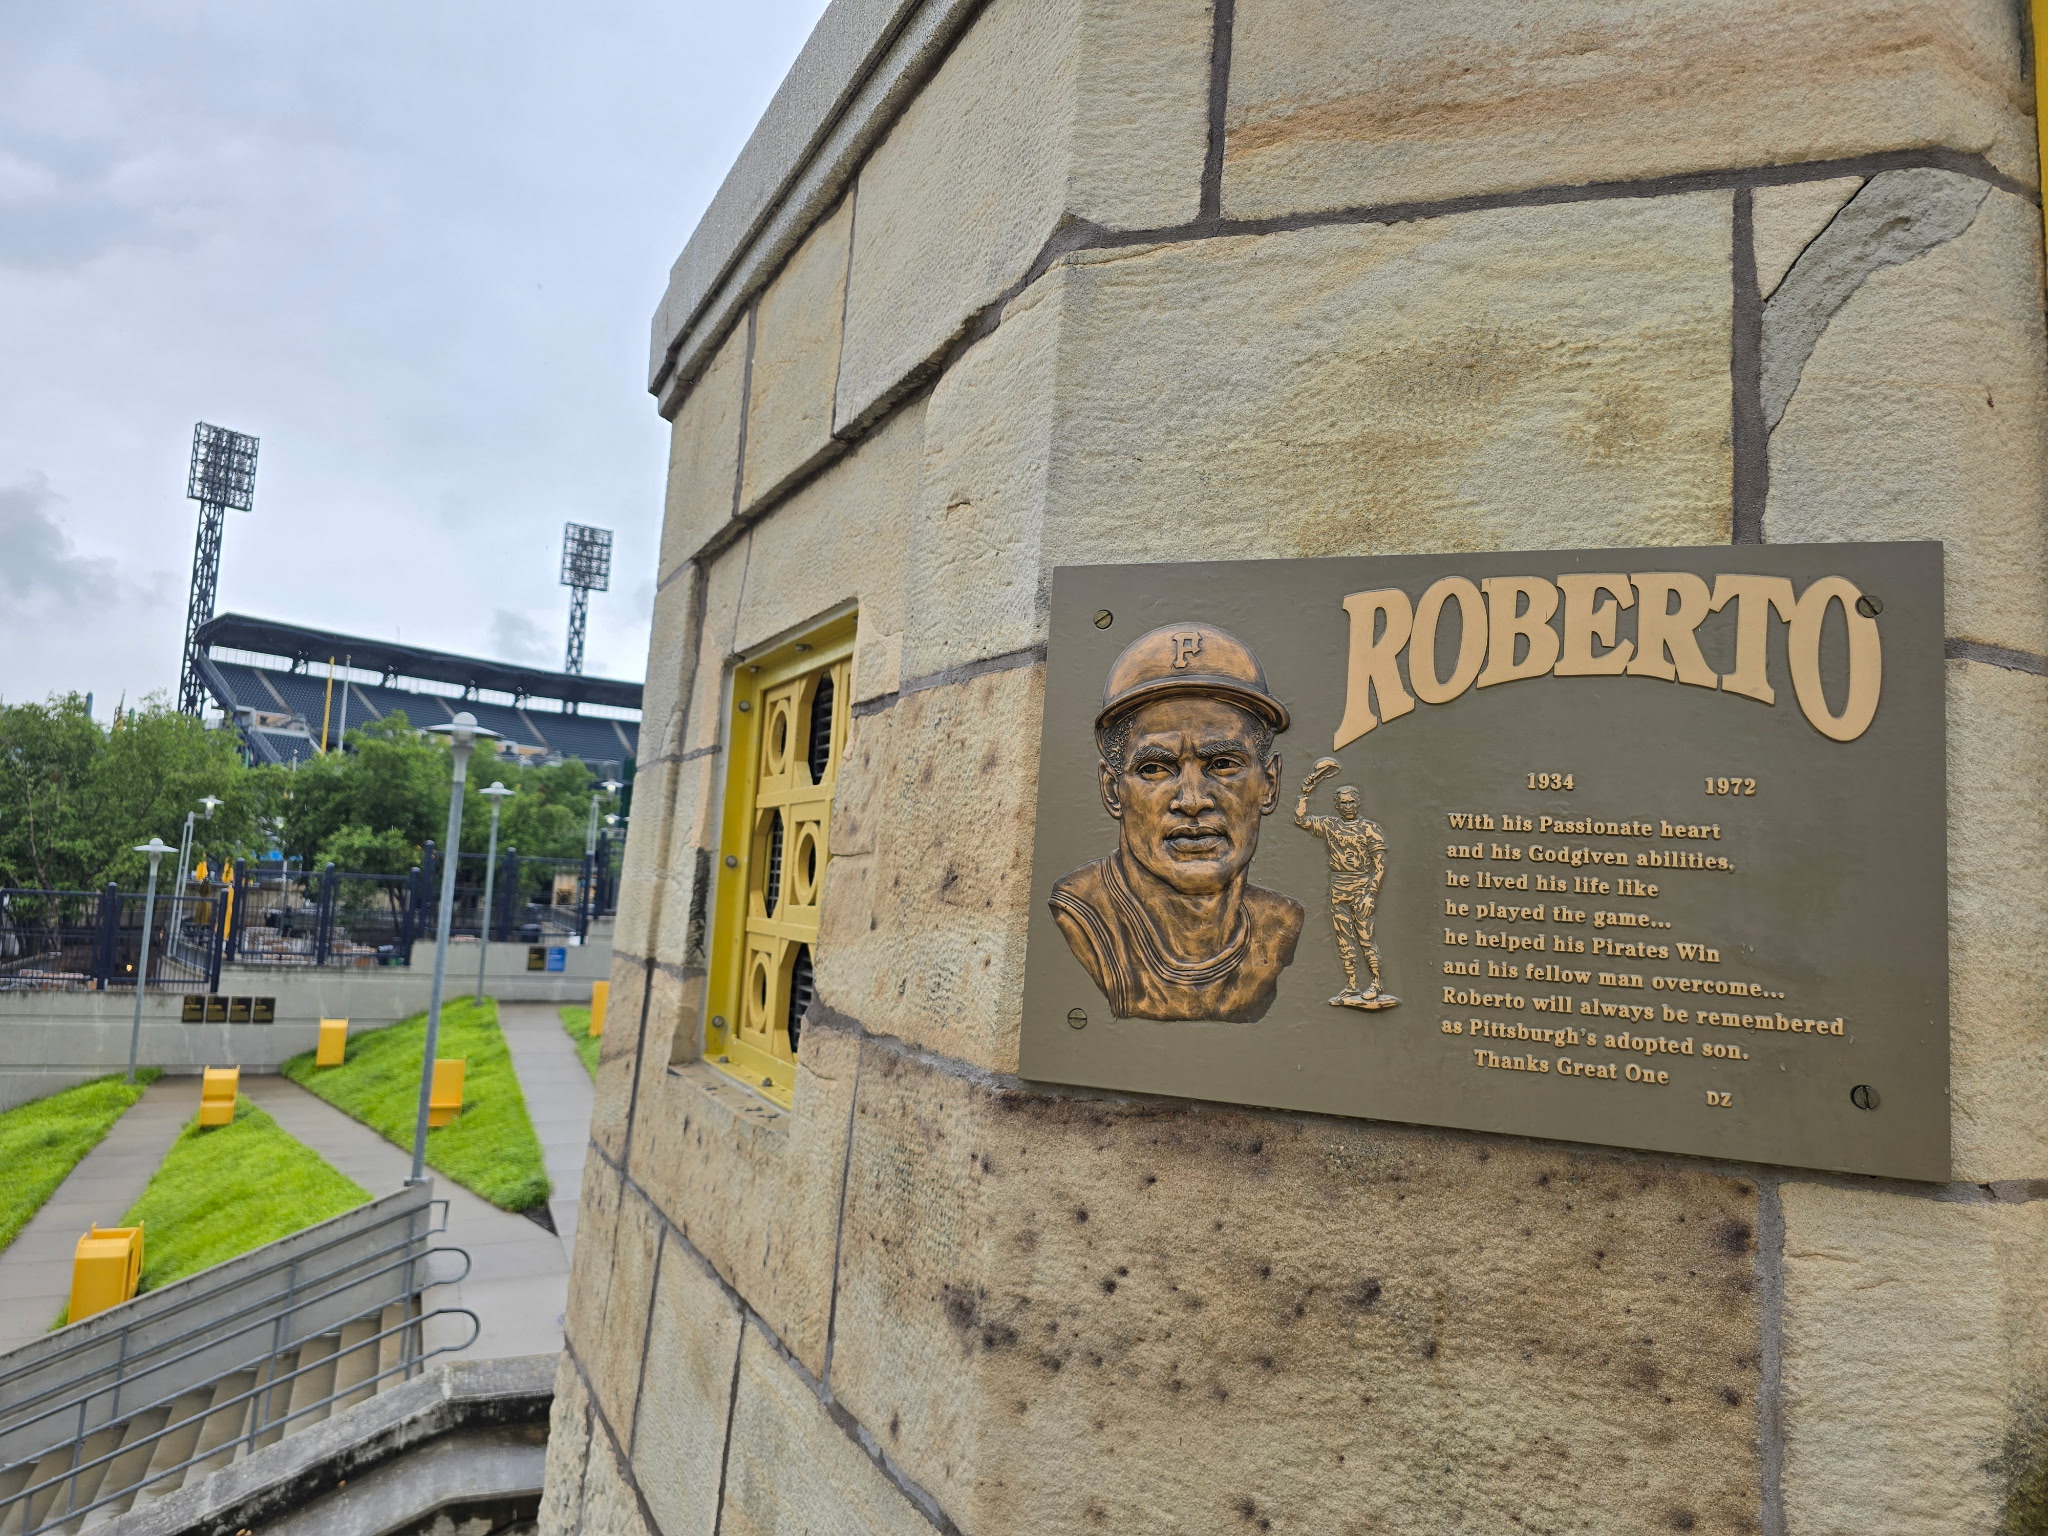 ROBERTO
P
1934 1972
With his Passionate heart
and his Godgiven abilities,
he lived his life like
he played the game...
he helped his Pirates Win
and his fellow man overcome...
Roberto will always be remembered
as Pittsburgh's adopted son.
Thanks Great One
DZ